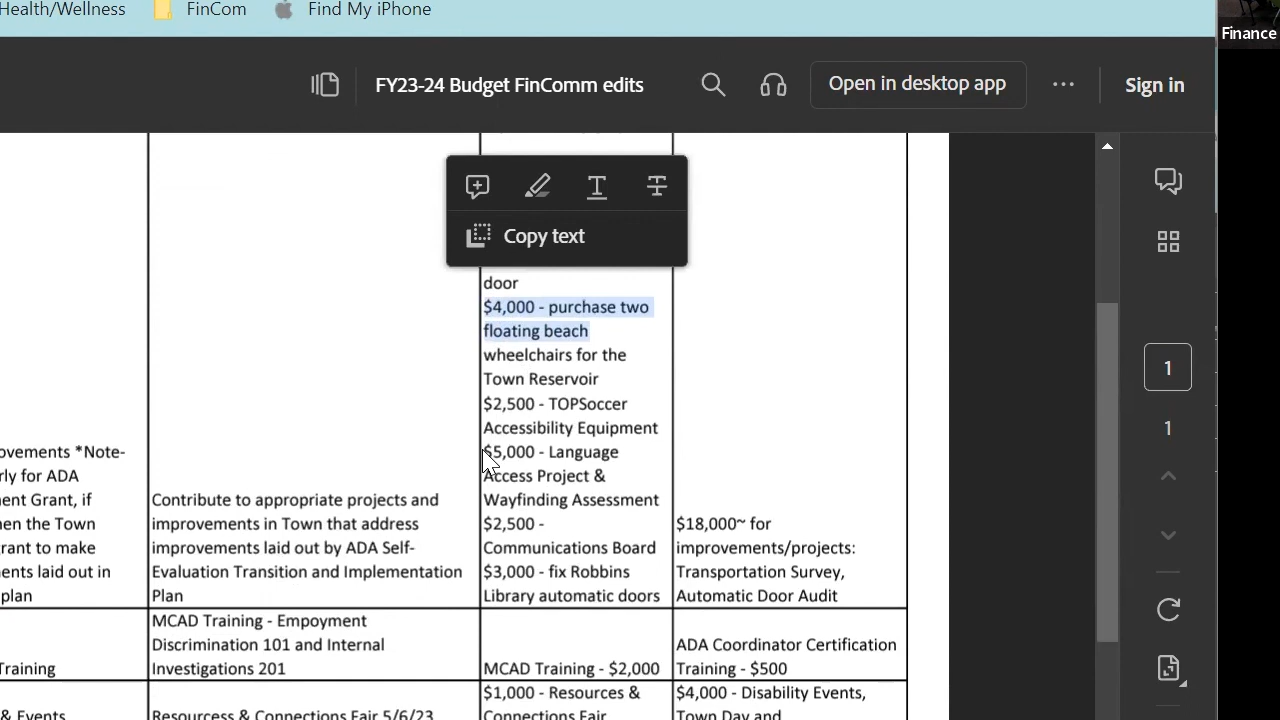 Health/Wellness FinCom Find My iPhone
Finance
FY23-24 Budget FinComm edits Open in desktop app Sign in
Copy text
door
$4,000 - purchase two
floating beach
wheelchairs for the
Town Reservoir
$2,500 - TOPSoccer
Accessibility Equipment
$5,000 - Language
Access Project &
Wayfinding Assessment
$2,500 -
Communications Board
$3,000 - fix Robbins
Library automatic doors
ovements *Note-
rly for ADA
ent Grant, if
en the Town
rant to make
ents laid out in
plan
Contribute to appropriate projects and
improvements in Town that address
improvements laid out by ADA Self-
Evaluation Transition and Implementation
Plan
$18,000~ for
improvements/projects:
Transportation Survey,
Automatic Door Audit
1
1
Training
MCAD Training - Empoyment
Discrimination 101 and Internal
Investigations 201
MCAD Training - $2,000
ADA Coordinator Certification
Training - $500
& Events
Resourcess & Connections Fair 5/6/23
$1,000 - Resources &
Connections Fair
$4,000 - Disability Events,
Town Day and